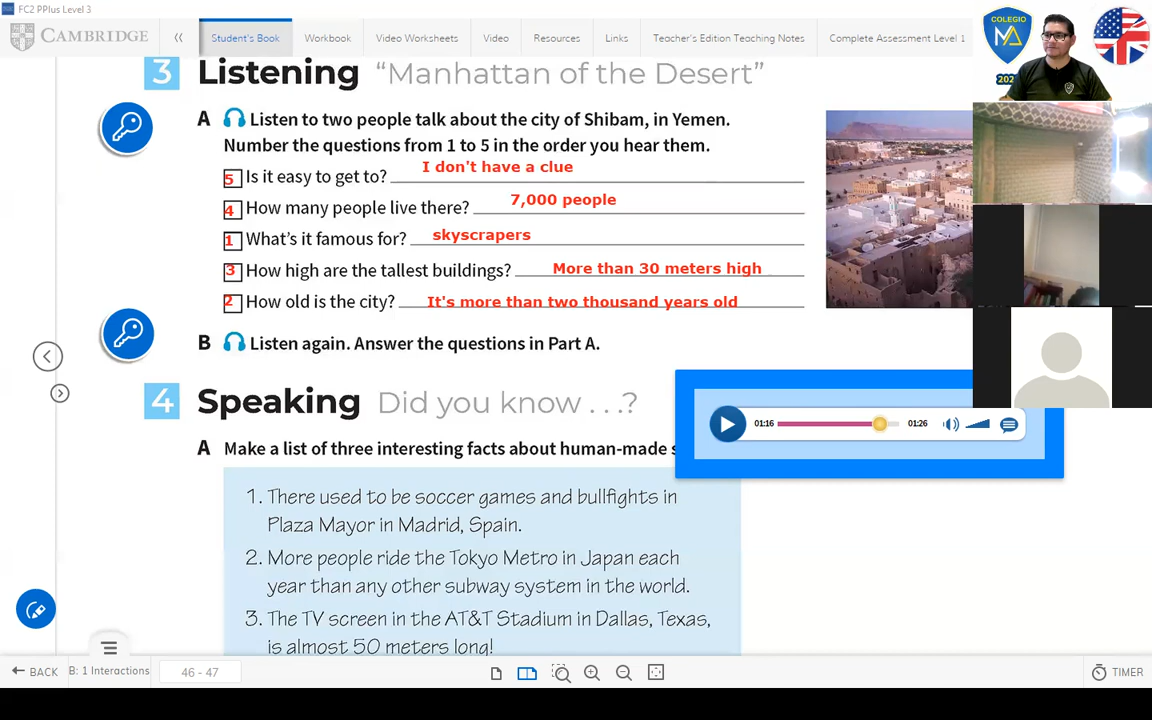 FC2 PPlus Level 3
CAMBRIDGE
Student's Book
Workbook
Video Worksheets
Video
Resources
Links
Teacher's Edition Teaching Notes
Complete Assessment Level 1
COLEGIO
MA
202
3 Listening "Manhattan of the Desert"
A Listen to two people talk about the city of Shibam, in Yemen.
Number the questions from 1 to 5 in the order you hear them.
5 Is it easy to get to? I don't have a clue
4 How many people live there? 7,000 people
1 What's it famous for? skyscrapers
3 How high are the tallest buildings? More than 30 meters high
2 How old is the city? It's more than two thousand years old
B Listen again. Answer the questions in Part A.
4 Speaking Did you know . . .?
01:16
01:26
A Make a list of three interesting facts about human-made s
1. There used to be soccer games and bullfights in
Plaza Mayor in Madrid, Spain.
2. More people ride the Tokyo Metro in Japan each
year than any other subway system in the world.
3. The TV screen in the AT&T Stadium in Dallas, Texas,
is almost 50 meters long!
BACK
B: 1 Interactions
46 - 47
TIMER